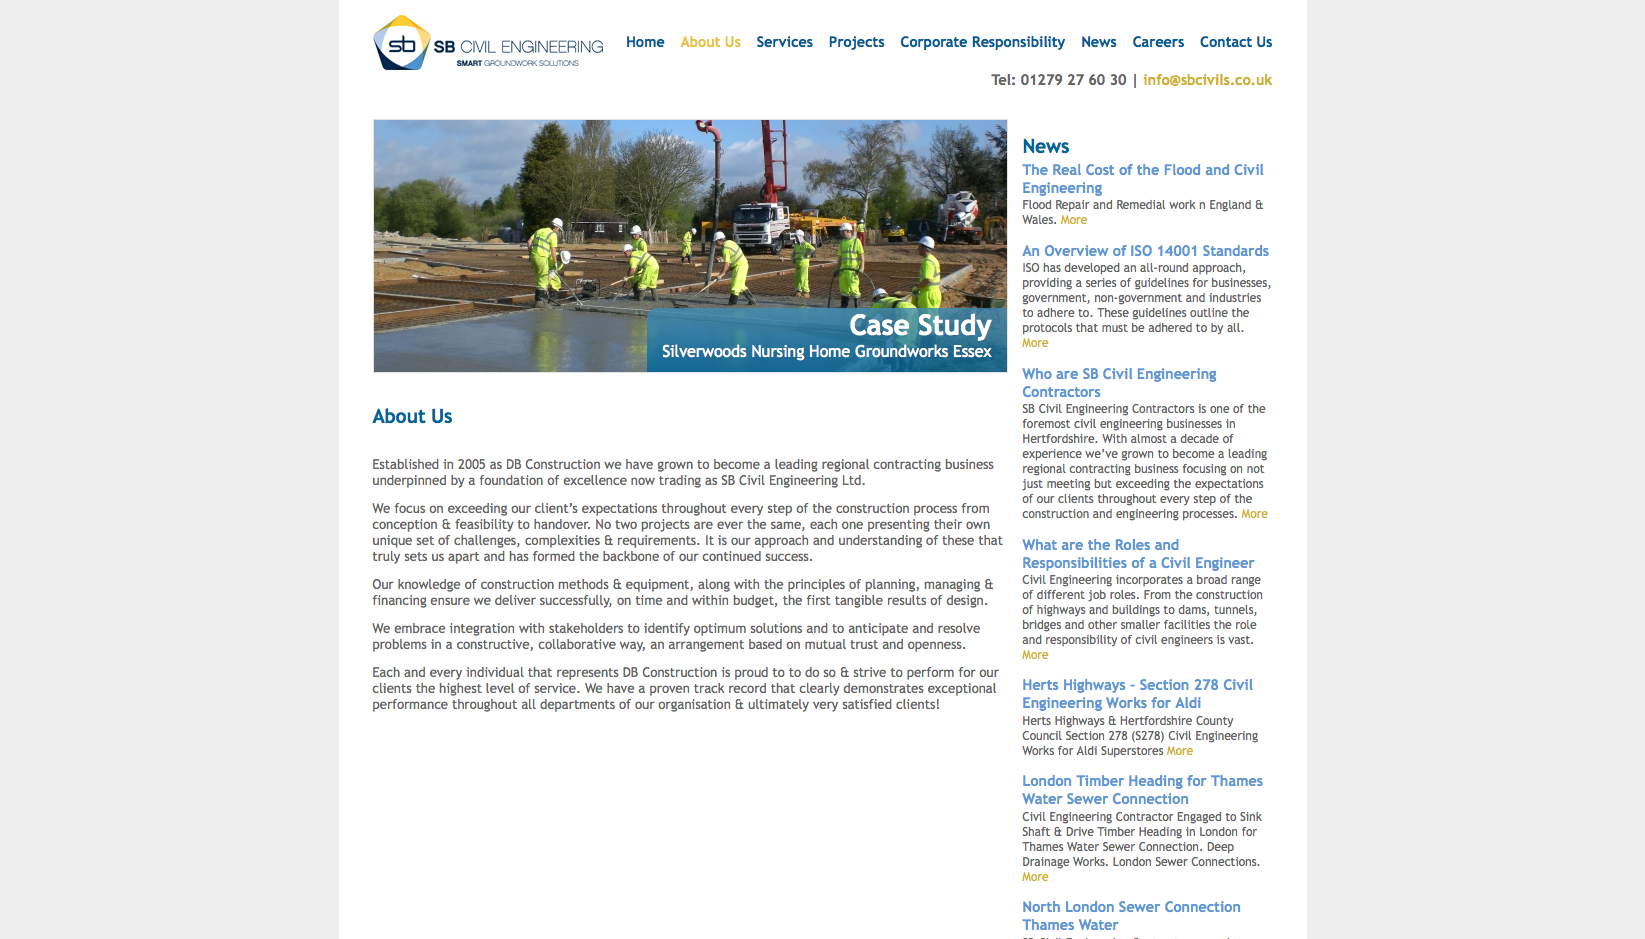 sb SB CIVIL ENGINEERING
SMART GROUNDWORK SOLUTIONS
Home About Us Services Projects Corporate Responsibility News Careers Contact Us
Tel: 01279 27 60 30 | info@sbcivils.co.uk
Case Study
Silverwoods Nursing Home Groundworks Essex
About Us
Established in 2005 as DB Construction we have grown to become a leading regional contracting business
underpinned by a foundation of excellence now trading as SB Civil Engineering Ltd.
We focus on exceeding our client’s expectations throughout every step of the construction process from
conception & feasibility to handover. No two projects are ever the same, each one presenting their own
unique set of challenges, complexities & requirements. It is our approach and understanding of these that
truly sets us apart and has formed the backbone of our continued success.
Our knowledge of construction methods & equipment, along with the principles of planning, managing &
financing ensure we deliver successfully, on time and within budget, the first tangible results of design.
We embrace integration with stakeholders to identify optimum solutions and to anticipate and resolve
problems in a constructive, collaborative way, an arrangement based on mutual trust and openness.
Each and every individual that represents DB Construction is proud to to do so & strive to perform for our
clients the highest level of service. We have a proven track record that clearly demonstrates exceptional
performance throughout all departments of our organisation & ultimately very satisfied clients!
News
The Real Cost of the Flood and Civil
Engineering
Flood Repair and Remedial work n England &
Wales. More
An Overview of ISO 14001 Standards
ISO has developed an all-round approach,
providing a series of guidelines for businesses,
government, non-government and industries
to adhere to. These guidelines outline the
protocols that must be adhered to by all.
More
Who are SB Civil Engineering
Contractors
SB Civil Engineering Contractors is one of the
foremost civil engineering businesses in
Hertfordshire. With almost a decade of
experience we’ve grown to become a leading
regional contracting business focusing on not
just meeting but exceeding the expectations
of our clients throughout every step of the
construction and engineering processes. More
What are the Roles and
Responsibilities of a Civil Engineer
Civil Engineering incorporates a broad range
of different job roles. From the construction
of highways and buildings to dams, tunnels,
bridges and other smaller facilities the role
and responsibility of civil engineers is vast.
More
Herts Highways – Section 278 Civil
Engineering Works for Aldi
Herts Highways & Hertfordshire County
Council Section 278 (S278) Civil Engineering
Works for Aldi Superstores More
London Timber Heading for Thames
Water Sewer Connection
Civil Engineering Contractor Engaged to Sink
Shaft & Drive Timber Heading in London for
Thames Water Sewer Connection. Deep
Drainage Works. London Sewer Connections.
More
North London Sewer Connection
Thames Water